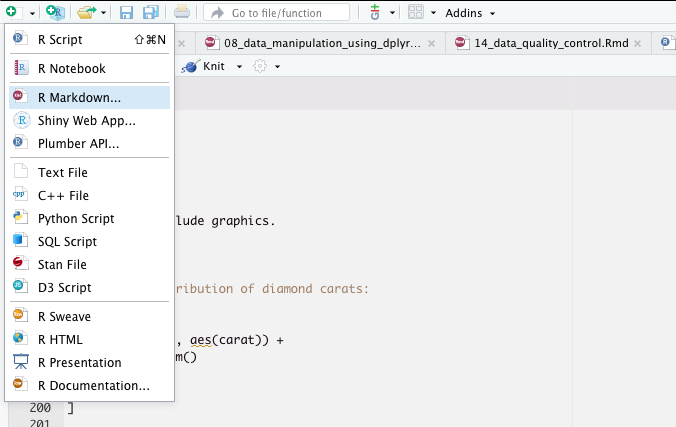 Go to file/function
Addins
R Script ⇧⌘N
R Notebook
R Markdown...
Shiny Web App...
Plumber API...
Text File
C++ File
Python Script
SQL Script
Stan File
D3 Script
R Sweave
R HTML
R Presentation
R Documentation...
08_data_manipulation_using_dplyr...
14_data_quality_control.Rmd
Knit
lude graphics.
ribution of diamond carats:
, aes(carat)) +
m()
200 ]
201